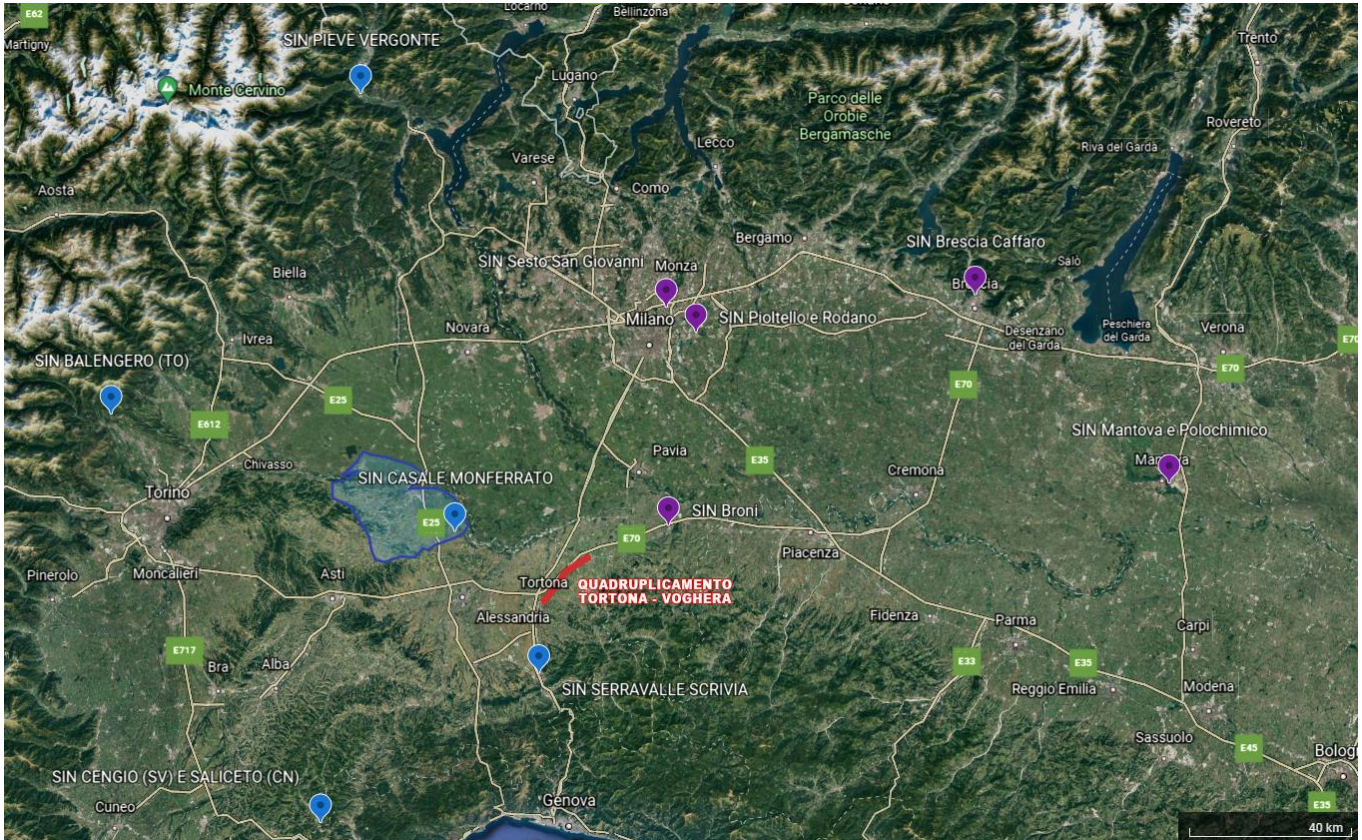 E62
Locarno
Bellinzona
Martigny
SIN PIEVE VERGONTE
Trento
Monte Cervino
Lugano
Parco delle
Orobie
Bergamasche
Rovereto
Lecco
Riva del Garda
Varese
Como
Aosta
Bergamo
SIN Brescia Caffaro
SIN Sesto San Giovanni
Monza
Salò
Biella
Milano
SIN Pioltello e Rodano
Novara
Desenzano
del Garda
Peschiera
del Garda
Verona
Ivrea
E70
SIN BALENGERO (TO)
E70
E70
E25
E612
SIN Mantova e Polochimico
Pavia
E35
Chivasso
Cremona
SIN CASALE MONFERRATO
Torino
SIN Broni
E25
E70
Piacenza
Pinerolo
Moncalieri
Asti
Tortona
QUADRUPLICAMENTO
TORTONA - VOGHERA
Alessandria
Fidenza
Parma
Carpi
E717
Bra
Alba
E33
E35
SIN SERRAVALLE SCRIVIA
Reggio Emilia
Modena
Sassuolo
E45
SIN CENGIO (SV) E SALICETO (CN)
Cuneo
Genova
E35
40 km